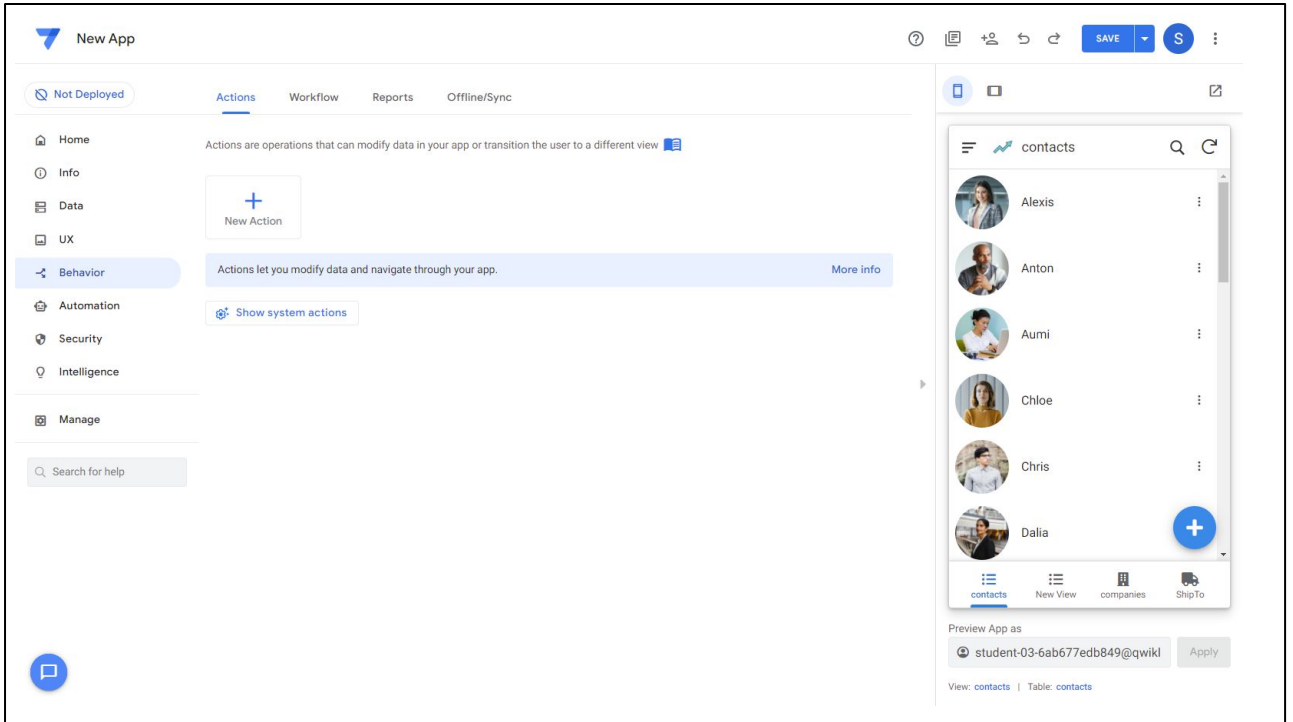 New App
SAVE
S
Not Deployed
Actions Workflow Reports Offline/Sync
Home
Info
Data
UX
Behavior
Automation
Security
Intelligence
Manage
Search for help
Actions are operations that can modify data in your app or transition the user to a different view
New Action
Actions let you modify data and navigate through your app. More info
Show system actions
contacts
Alexis
Anton
Aumi
Chloe
Chris
Dalia
contacts New View companies ShipTo
Preview App as
student-03-6ab677edb849@qwikl Apply
View: contacts | Table: contacts